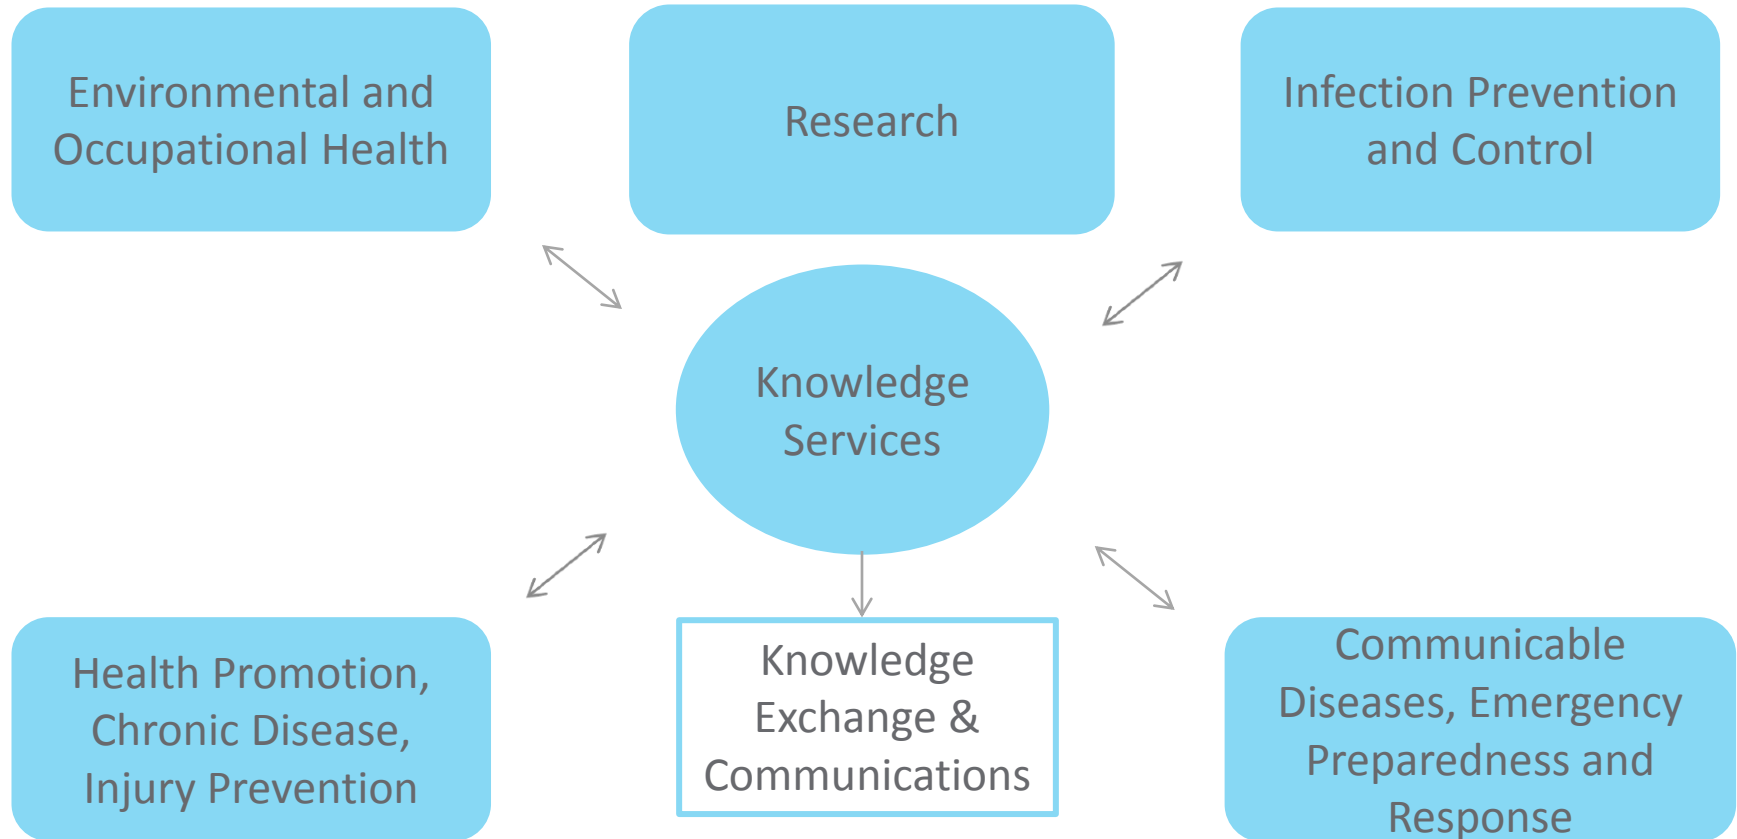 Environmental and
Occupational Health
Research
Infection Prevention
and Control
Knowledge
Services
Health Promotion,
Chronic Disease,
Injury Prevention
Knowledge
Exchange &
Communications
Communicable
Diseases, Emergency
Preparedness and
Response